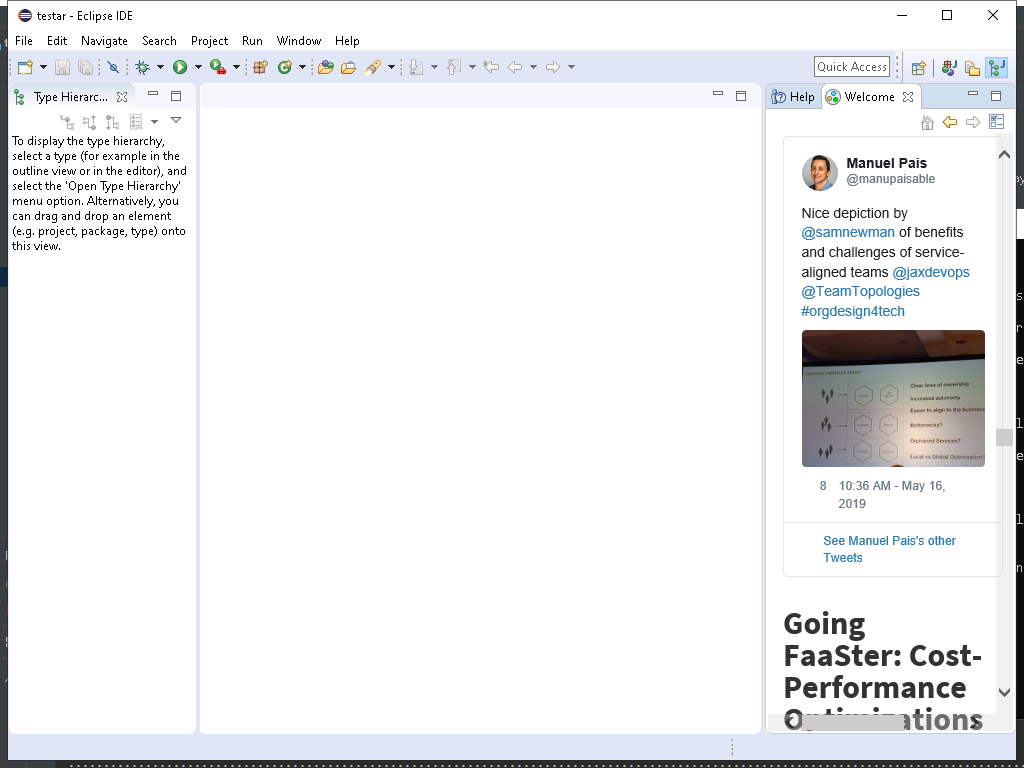 testar - Eclipse IDE
File Edit Navigate Search Project Run Window Help
Quick Access
Type Hierarc...
Help
Welcome
To display the type hierarchy,
select a type (for example in the
outline view or in the editor), and
select the 'Open Type Hierarchy'
menu option. Alternatively, you
can drag and drop an element
(e.g. project, package, type) onto
this view.
Manuel Pais
@manupaisable
Nice depiction by
@samnewman of benefits
and challenges of service-
aligned teams @jaxdevops
@TeamTopologies
#orgdesign4tech
Clear lines of ownership
Increased autonomy
Easier to align to the business
Bottlenecks?
Orphaned Services?
Local vs Global Optimisation?
8 10:36 AM - May 16,
2019
See Manuel Pais's other
Tweets
Going
FaaSter: Cost-
Performance
Optimizations